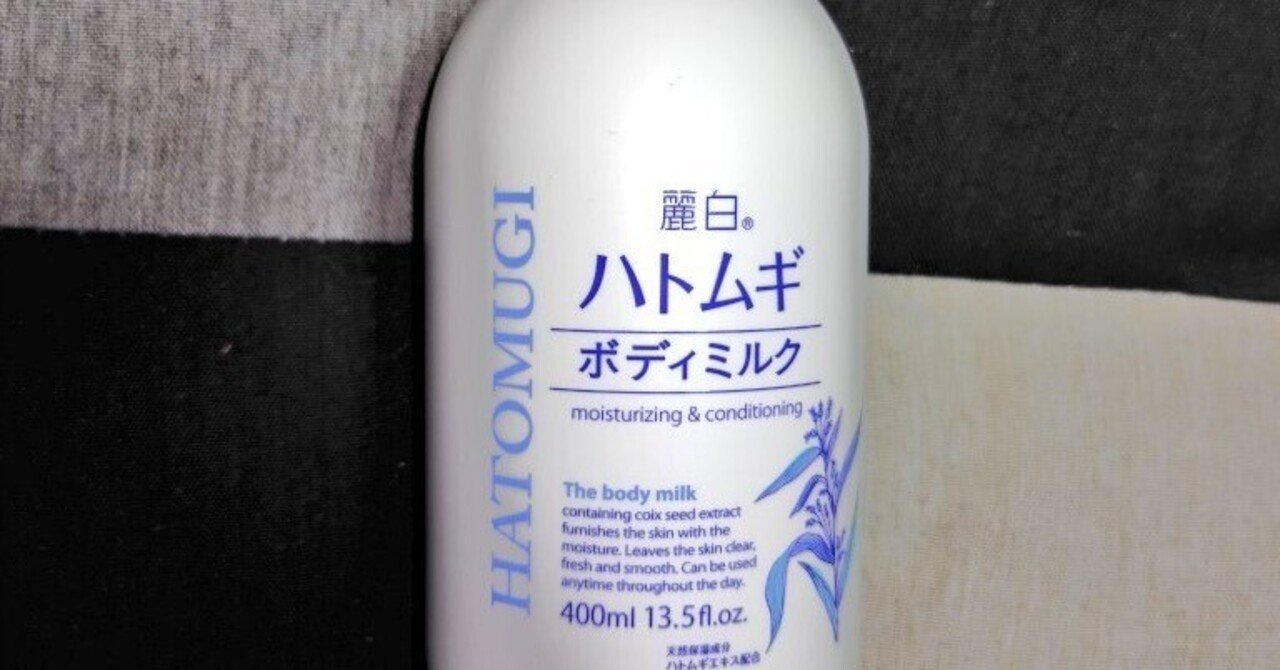 HATOMUGI
麗白®
ハトムギ
ボディミルク
moisturizing & conditioning
The body milk
containing coix seed extract
furnishes the skin with the
moisture. Leaves the skin clear,
fresh and smooth. Can be used
anytime throughout the day.
400ml 13.5fl.oz.
天然保湿成分
ハトムギエキス配合